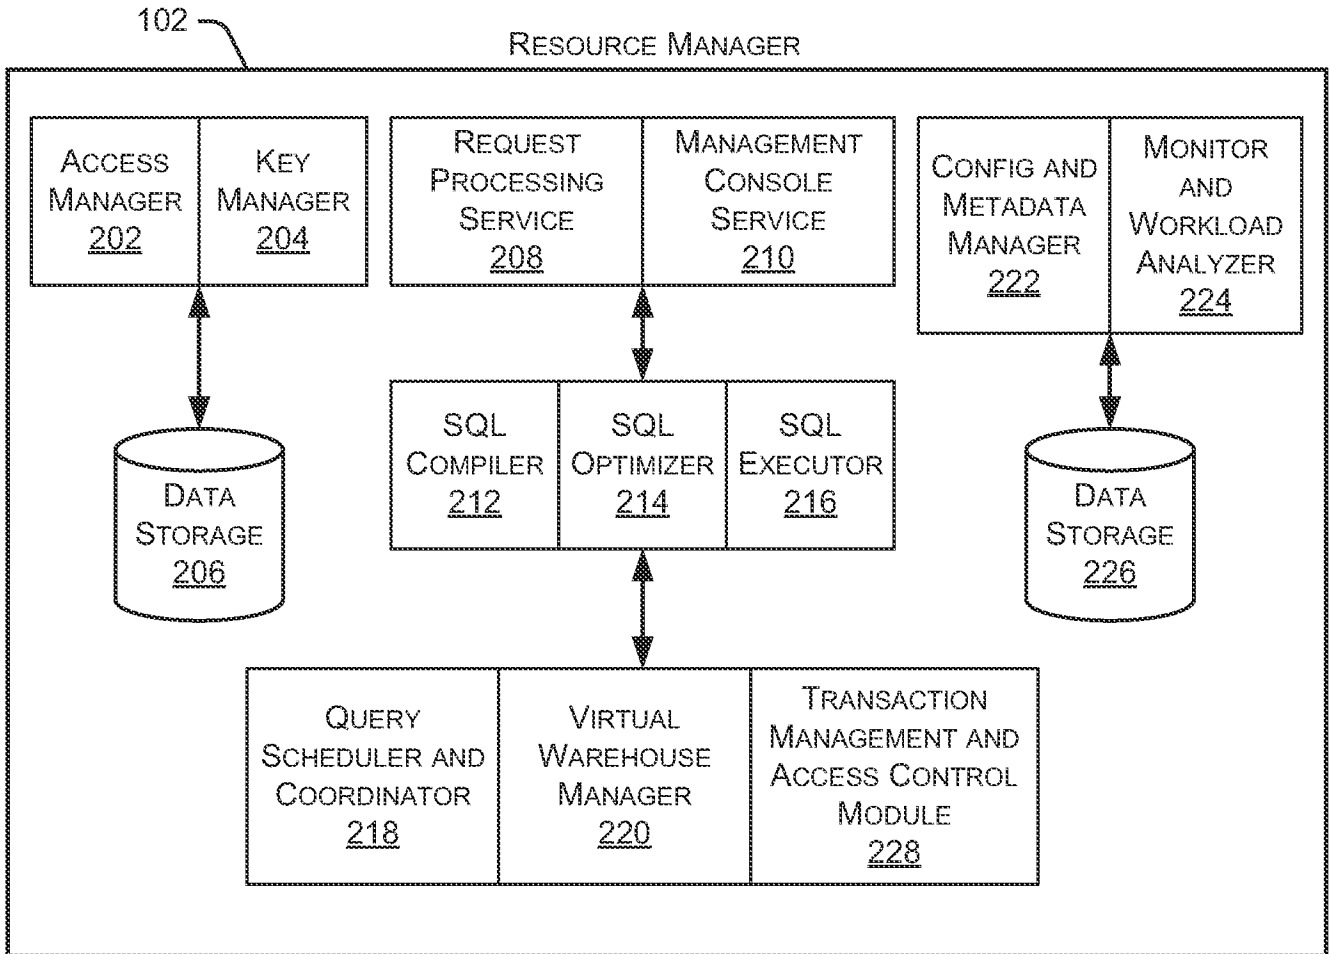 102
RESOURCE MANAGER
ACCESS
MANAGER
202
KEY
MANAGER
204
REQUEST
PROCESSING
SERVICE
208
MANAGEMENT
CONSOLE
SERVICE
210
CONFIG AND
METADATA
MANAGER
222
MONITOR
AND
WORKLOAD
ANALYZER
224
SQL
COMPILER
212
SQL
OPTIMIZER
214
SQL
EXECUTOR
216
DATA
STORAGE
206
DATA
STORAGE
226
QUERY
SCHEDULER AND
COORDINATOR
218
VIRTUAL
WAREHOUSE
MANAGER
220
TRANSACTION
MANAGEMENT AND
ACCESS CONTROL
MODULE
228